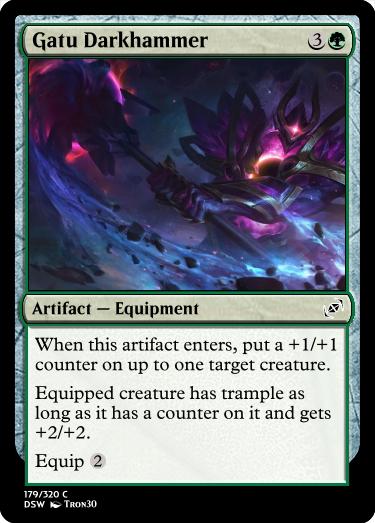 Gatu Darkhammer 3
Artifact — Equipment
When this artifact enters, put a +1/+1
counter on up to one target creature.
Equipped creature has trample as
long as it has a counter on it and gets
+2/+2.
Equip 2
179/320 C
DSW Tron30